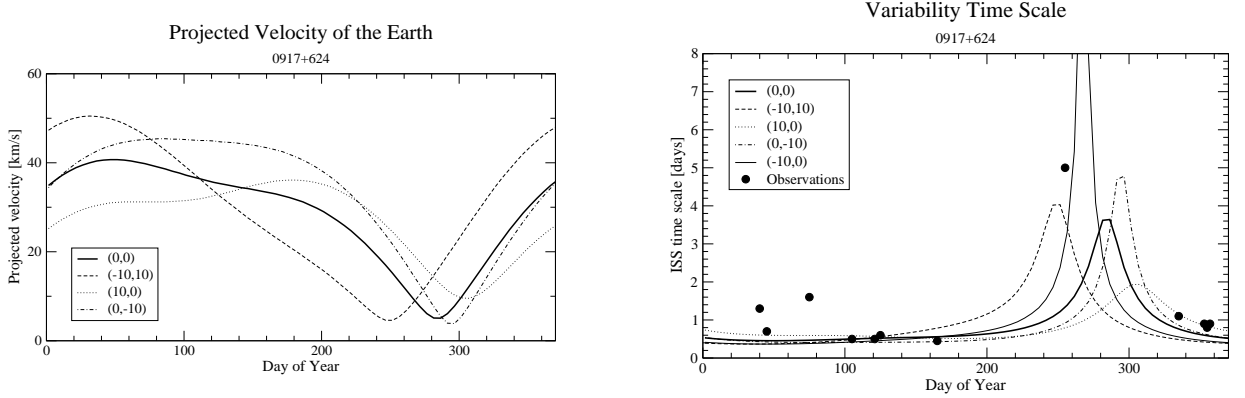 Projected Velocity of the Earth
0917+624
Projected velocity [km/s]
60
40
20
0
(0,0)
(-10,10)
(10,0)
(0,-10)
0 100 200 300
Day of Year
Variability Time Scale
0917+624
ISS time scale [days]
8
7
6
5
4
3
2
1
0
(0,0)
(-10,10)
(10,0)
(0,-10)
(-10,0)
Observations
0 100 200 300
Day of Year